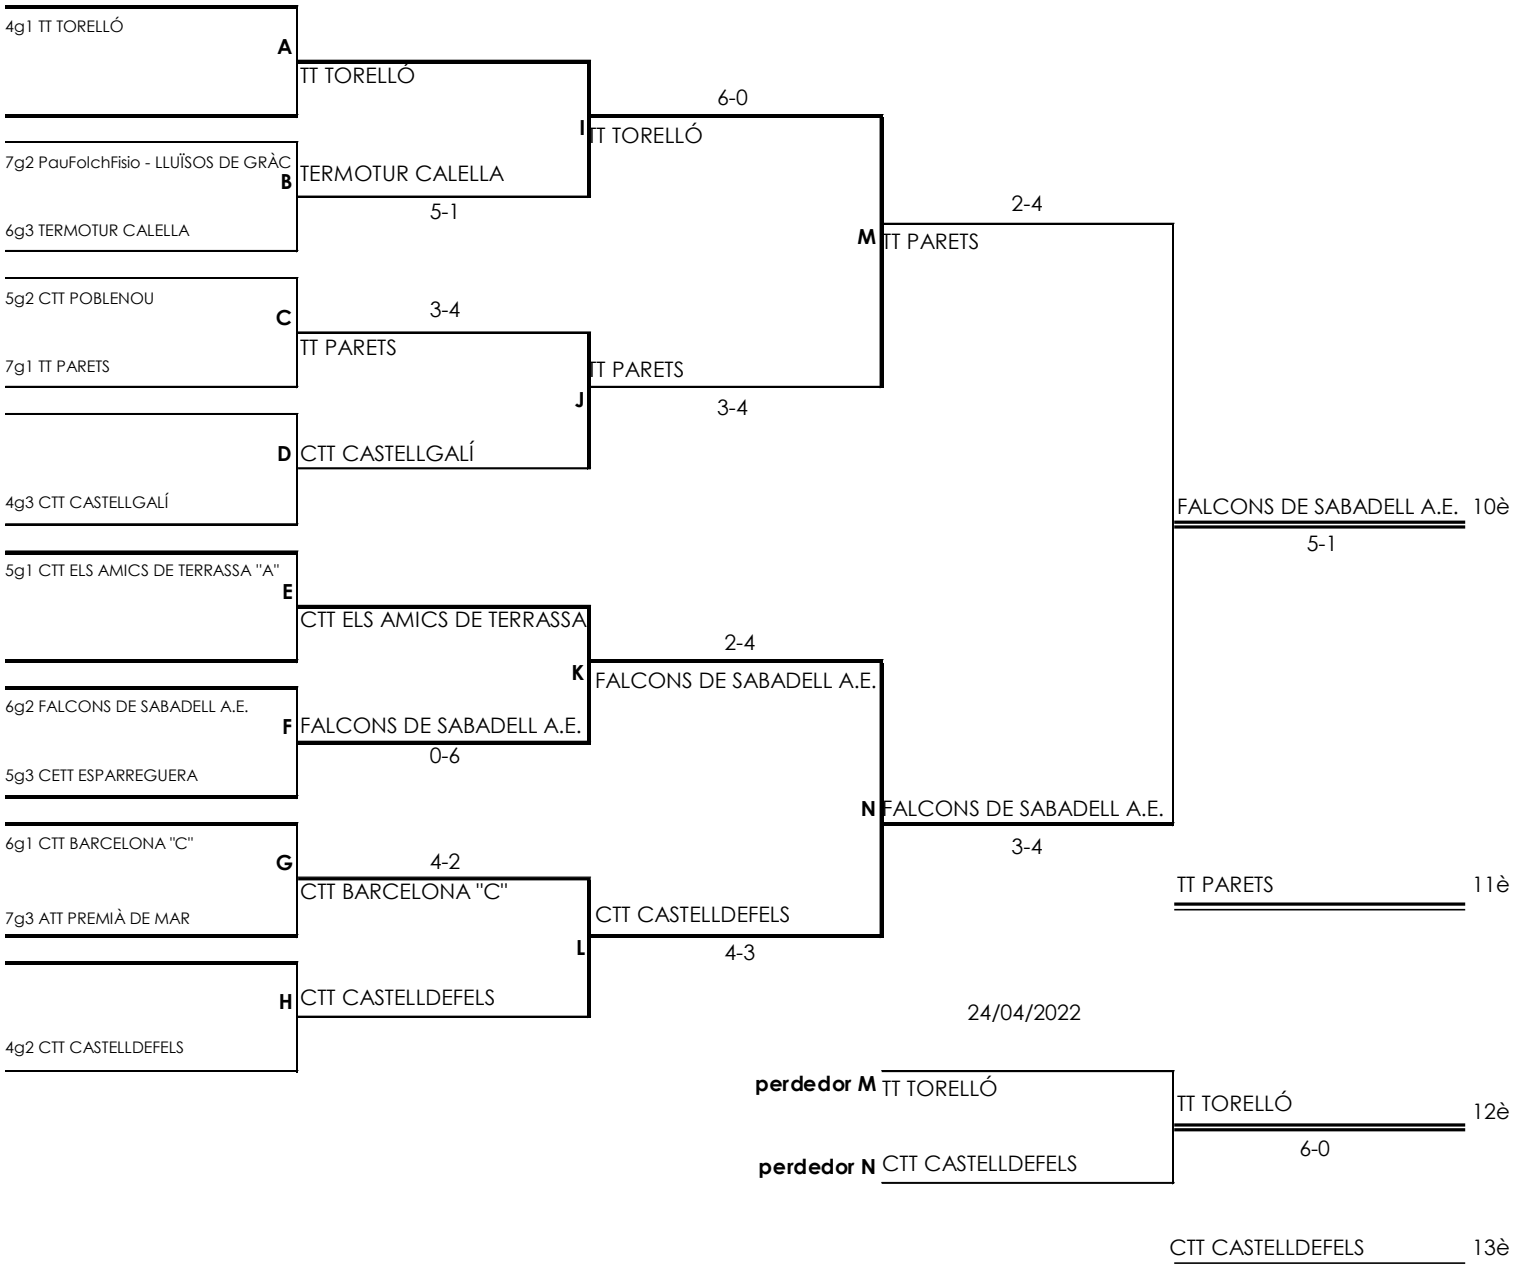 4g1 TT TORELLÓ
A
TT TORELLÓ
6-0
I
TT TORELLÓ
7g2 PauFolchFisio - LLUÏSOS DE GRÀC
B
TERMOTUR CALELLA
5-1
6g3 TERMOTUR CALELLA
2-4
M
TT PARETS
5g2 CTT POBLENOU
C
3-4
TT PARETS
7g1 TT PARETS
TT PARETS
J
3-4
D
CTT CASTELLGALÍ
4g3 CTT CASTELLGALÍ
FALCONS DE SABADELL A.E.
10è
5-1
5g1 CTT ELS AMICS DE TERRASSA "A"
E
CTT ELS AMICS DE TERRASSA
2-4
K
FALCONS DE SABADELL A.E.
6g2 FALCONS DE SABADELL A.E.
F
FALCONS DE SABADELL A.E.
0-6
5g3 CETT ESPARREGUERA
N
FALCONS DE SABADELL A.E.
3-4
6g1 CTT BARCELONA "C"
G
4-2
CTT BARCELONA "C"
TT PARETS
11è
7g3 ATT PREMIÀ DE MAR
CTT CASTELLDEFELS
L
4-3
H
CTT CASTELLDEFELS
24/04/2022
4g2 CTT CASTELLDEFELS
perdedor M
TT TORELLÓ
TT TORELLÓ
12è
6-0
perdedor N
CTT CASTELLDEFELS
CTT CASTELLDEFELS
13è